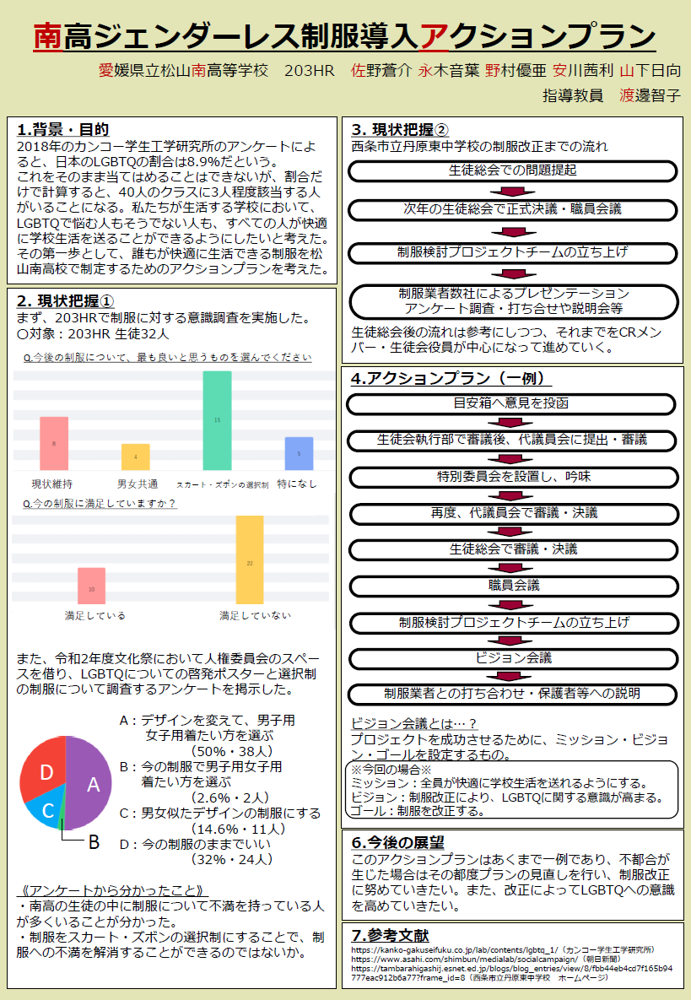 南高ジェンダーレス制服導入アクションプラン
愛媛県立松山南高等学校　203HR　佐野蒼介 永木音葉 野村優亜 安川茜利 山下日向
指導教員　渡邊智子
1.背景・目的
2018年のカンコー学生工学研究所のアンケートによ
ると、日本のLGBTQの割合は8.9%だという。
これをそのまま当てはめることはできないが、割合だ
けで計算すると、40人のクラスに3人程度該当する人
がいることになる。私たちが生活する学校において、
LGBTQで悩む人もそうでない人も、すべての人が快適
に学校生活を送ることができるようにしたいと考えた。
その第一歩として、誰もが快適に生活できる制服を松
山南高校で制定するためのアクションプランを考えた。
2. 現状把握①
まず、203HRで制服に対する意識調査を実施した。
〇対象：203HR 生徒32人
Q.今後の制服について、最も良いと思うものを選んでください
8
4
15
5
現状維持
男女共通
スカート・ズボンの選択制
特になし
Q.今の制服に満足していますか？
10
22
満足している
満足していない
また、令和2年度文化祭において人権委員会のスペー
スを借り、LGBTQについての啓発ポスターと選択制
の制服について調査するアンケートを掲示した。
A
B
C
D
A：デザインを変えて、男子用
女子用着たい方を選ぶ
（50%・38人）
B：今の制服で男子用女子用
着たい方を選ぶ
（2.6%・2人）
C：男女似たデザインの制服にする
（14.6%・11人）
D：今の制服のままでいい
（32%・24人）
《アンケートから分かったこと》
・南高の生徒の中に制服について不満を持っている人
が多くいることが分かった。
・制服をスカート・ズボンの選択制にすることで、制
服への不満を解消することができるのではないか。
3. 現状把握②
西条市立丹原東中学校の制服改正までの流れ
生徒総会での問題提起
次年の生徒総会で正式決議・職員会議
制服検討プロジェクトチームの立ち上げ
制服業者数社によるプレゼンテーション
アンケート調査・打ち合せや説明会等
生徒総会後の流れは参考にしつつ、それまでをCRメン
バー・生徒会役員が中心になって進めていく。
4.アクションプラン（一例）
目安箱へ意見を投函
生徒会執行部で審議後、代議員会に提出・審議
特別委員会を設置し、吟味
再度、代議員会で審議・決議
生徒総会で審議・決議
職員会議
制服検討プロジェクトチームの立ち上げ
ビジョン会議
制服業者との打ち合わせ・保護者等への説明
ビジョン会議とは…？
プロジェクトを成功させるために、ミッション・ビジョ
ン・ゴールを設定するもの。
※今回の場合※
ミッション：全員が快適に学校生活を送れるようにする。
ビジョン：制服改正により、LGBTQに関する意識が高まる。
ゴール：制服を改正する。
6.今後の展望
このアクションプランはあくまで一例であり、不都合が
生じた場合はその都度プランの見直しを行い、制服改正
に努めていきたい。また、改正によってLGBTQへの意識
を高めていきたい。
7.参考文献
https://kanko-gakuseifuku.co.jp/lab/contents/lgbtq_1/（カンコー学生工学研究所）
https://www.asahi.com/shimbun/medialab/socialcampaign/（朝日新聞）
https://tambarahigashij.esnet.ed.jp/blogs/blog_entries/view/8/fbb44eb4cd7f165b94
777eac912b6a77?frame_id=8（西条市立丹原東中学校　ホームページ）